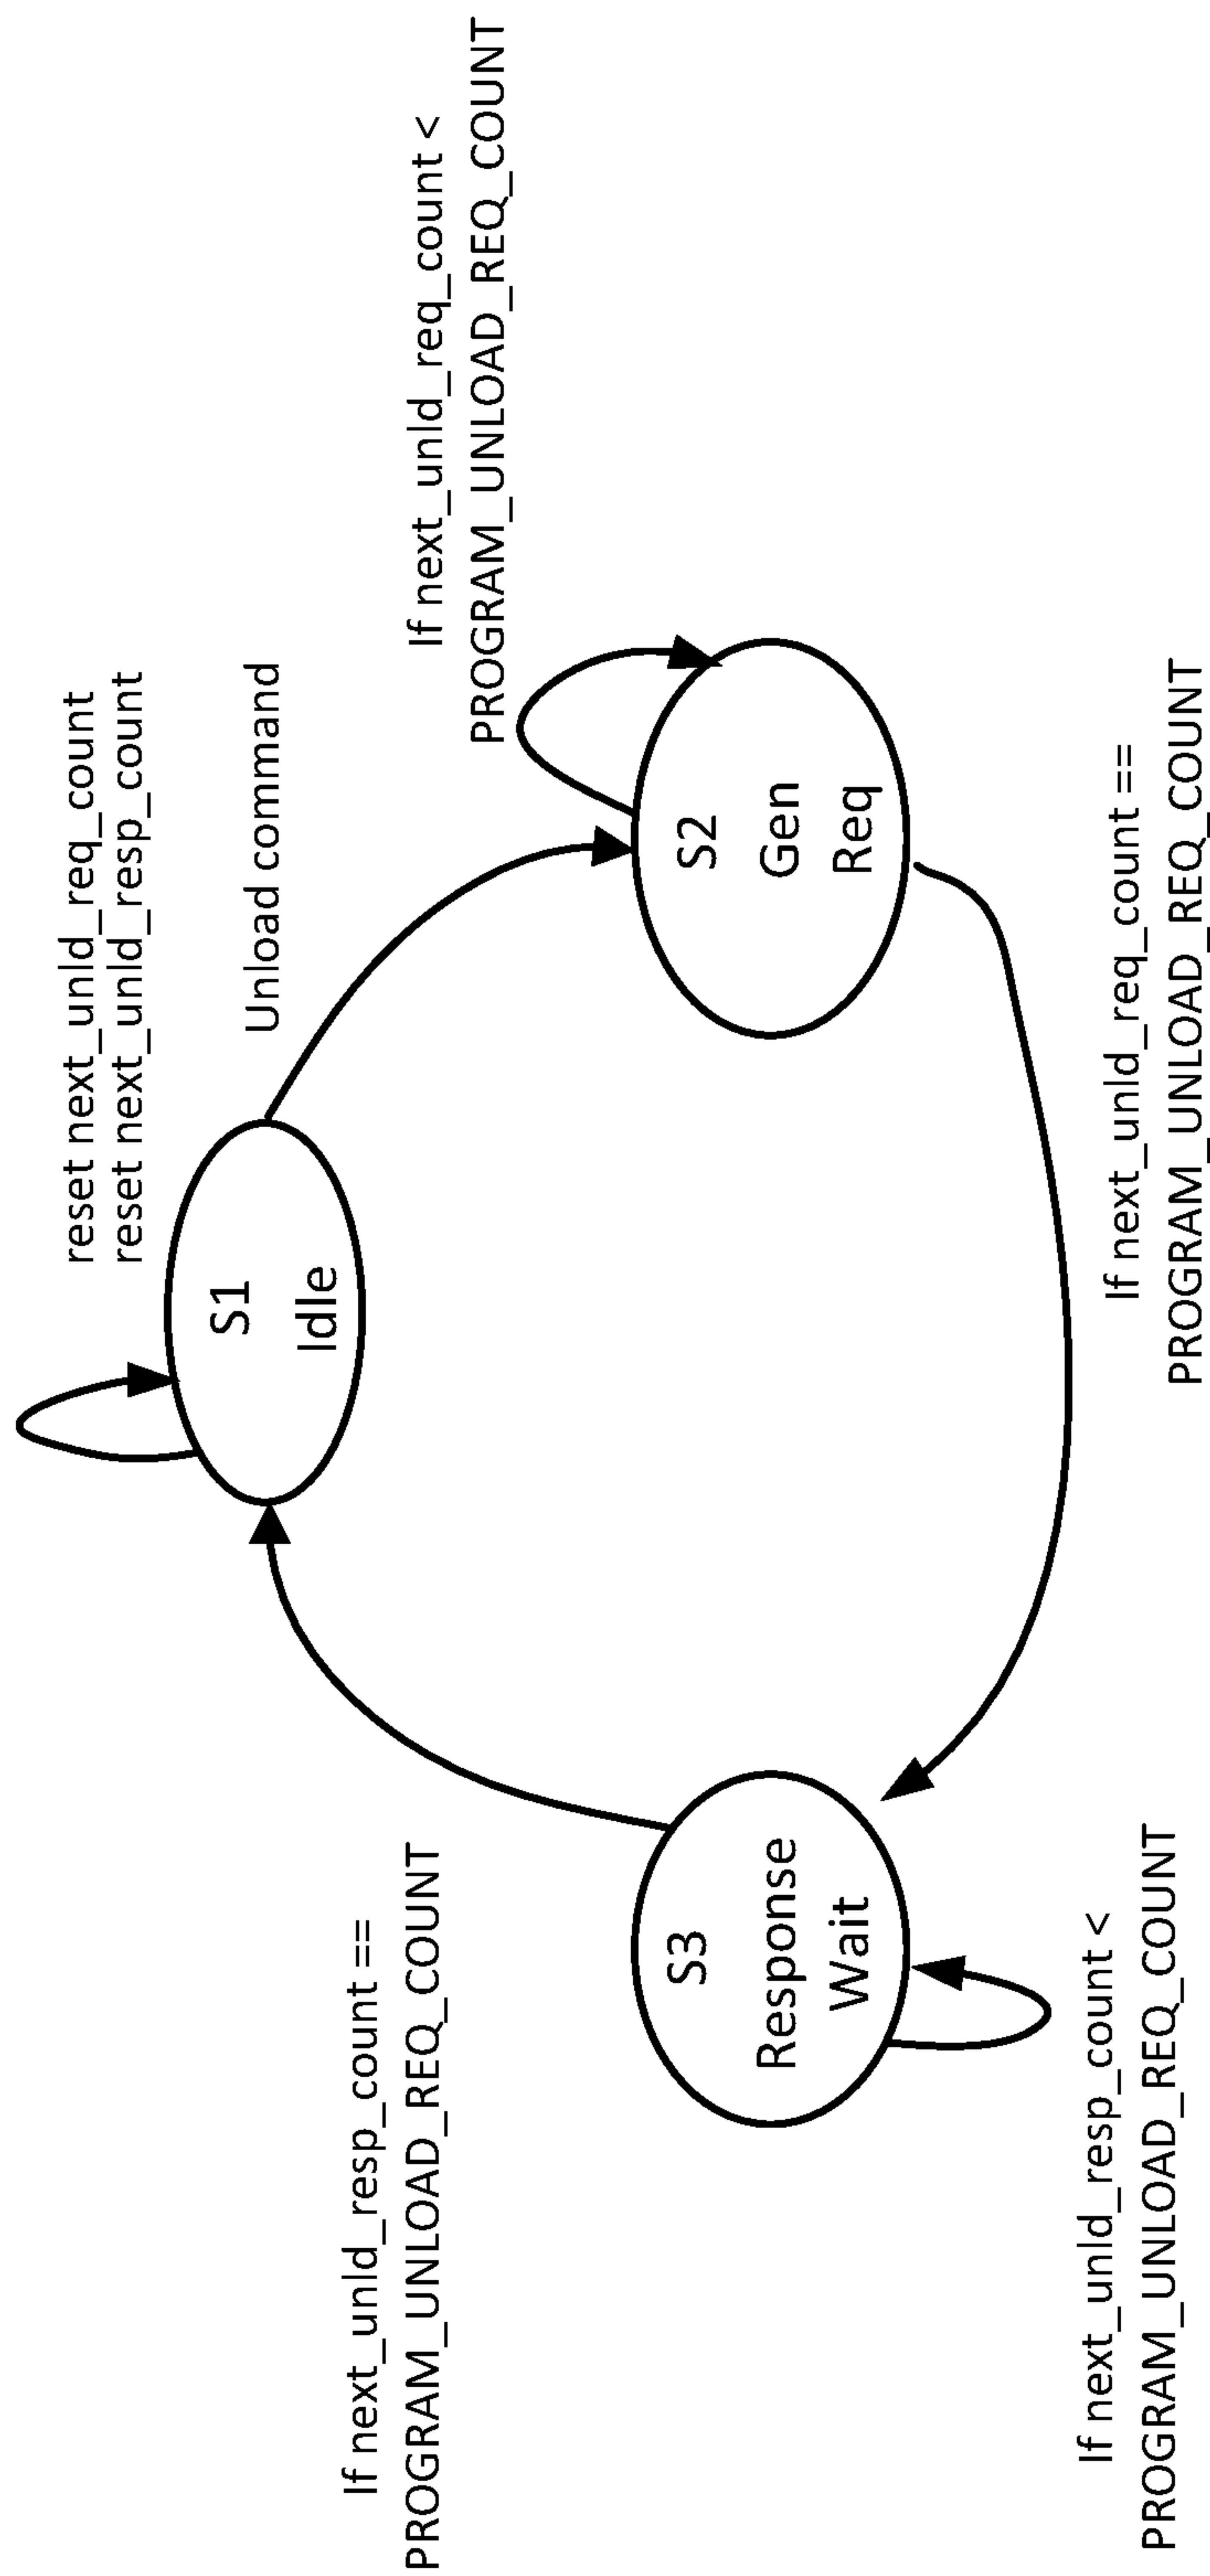 reset next_unld_req_count
reset next_unld_resp_count
S1
Idle
Unload command
If next_unld_req_count <
PROGRAM_UNLOAD_REQ_COUNT
S2
Gen
Req
If next_unld_req_count ==
PROGRAM_UNLOAD_REQ_COUNT
If next_unld_resp_count ==
PROGRAM_UNLOAD_REQ_COUNT
S3
Response
Wait
If next_unld_resp_count <
PROGRAM_UNLOAD_REQ_COUNT